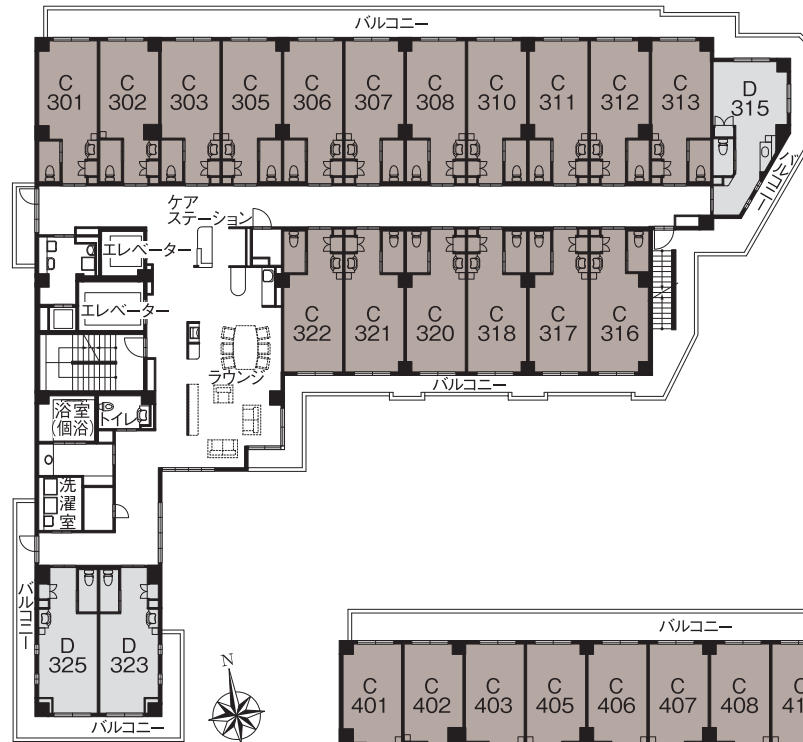 バルコニー
C
301
C
302
C
303
C
305
C
306
C
307
C
308
C
310
C
311
C
312
C
313
D
315
バルコニー
ケア
ステーション
エレベーター
エレベーター
C
322
C
321
C
320
C
318
C
317
C
316
ラウンジ
バルコニー
浴室
(個浴)
トイレ
洗濯室
バルコニー
D
325
D
323
バルコニー
N
バルコニー
C
401
C
402
C
403
C
405
C
406
C
407
C
408